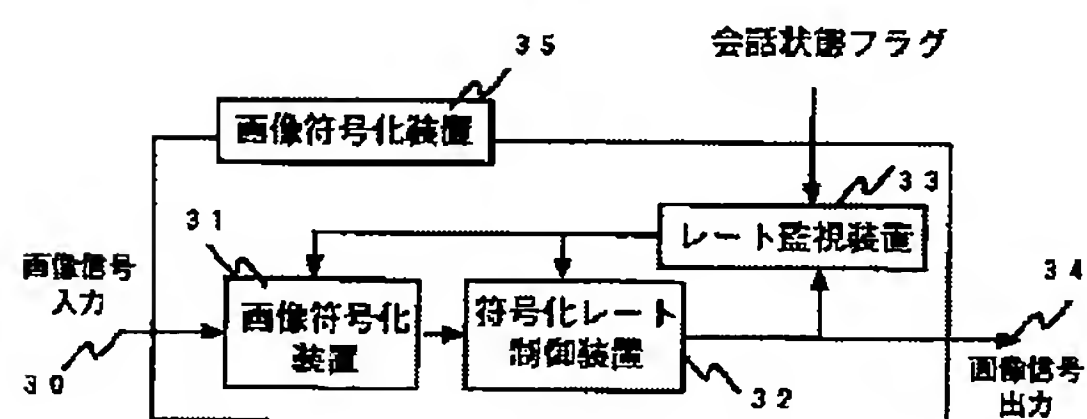 35
会話状態フラグ
画像符号化装置
33
31
レート監視装置
画像信号
入力
34
画像符号化
装置
符号化レート
制御装置
30
32
画像信号
出力